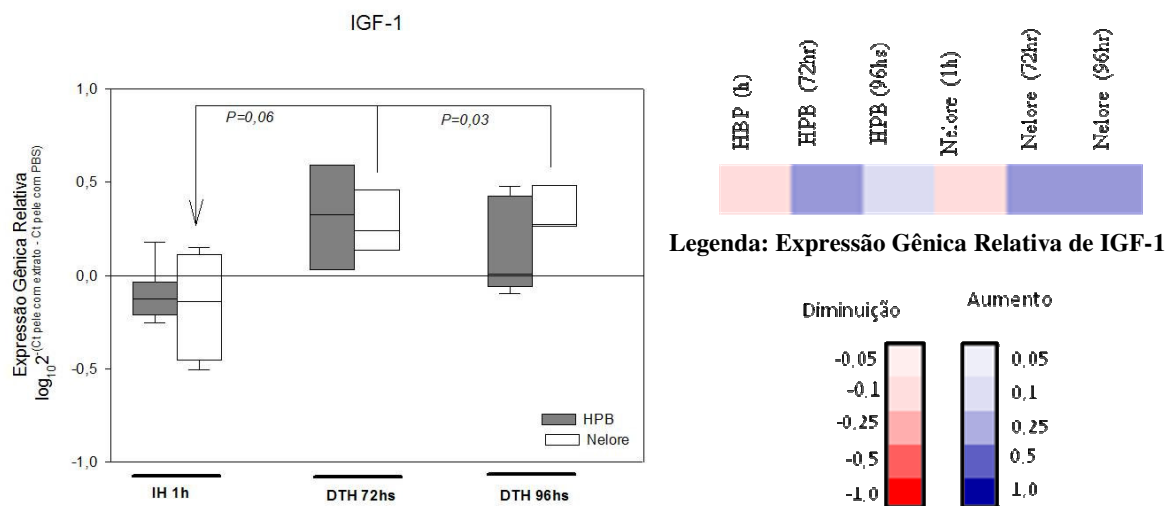 IGF-1
Expressão Gênica Relativa
log₁₀2⁻(Ct pele com extrato - Ct pele com PBS)
1,0
0,5
0,0
-0,5
-1,0
P=0,06
P=0,03
HPB
Nelore
IH 1h
DTH 72hs
DTH 96hs
HBP (h)
HPB (72hr)
HPB (96hs)
Nelore (1h)
Nelore (72hr)
Nelore (96hr)
Legenda: Expressão Gênica Relativa de IGF-1
Diminuição
Aumento
-0,05
-0,1
-0,25
-0,5
-1,0
0,05
0,1
0,25
0,5
1,0